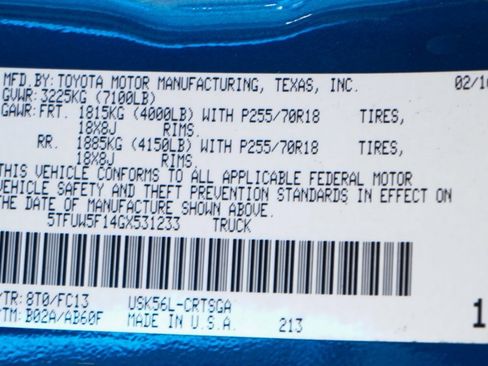 MFD.BY:TOYOTA MOTOR MANUFACTURING, TEXAS, INC. 02/16
GVWR:3225KG (7100LB)
GAWR:FRT. 1815KG (4000LB) WITH P255/70R18 TIRES,
18X8J RIMS.
RR. 1885KG (4150LB) WITH P255/70R18 TIRES,
18X8J RIMS.
THIS VEHICLE CONFORMS TO ALL APPLICABLE FEDERAL MOTOR
VEHICLE SAFETY AND THEFT PREVENTION STANDARDS IN EFFECT ON
THE DATE OF MANUFACTURE SHOWN ABOVE.
5TFUW5F14GX531233 TRUCK
/TR:8T0/FC13 USK56L-CRTSGA
TM:B02A/AB60F MADE IN U.S.A. 213
1